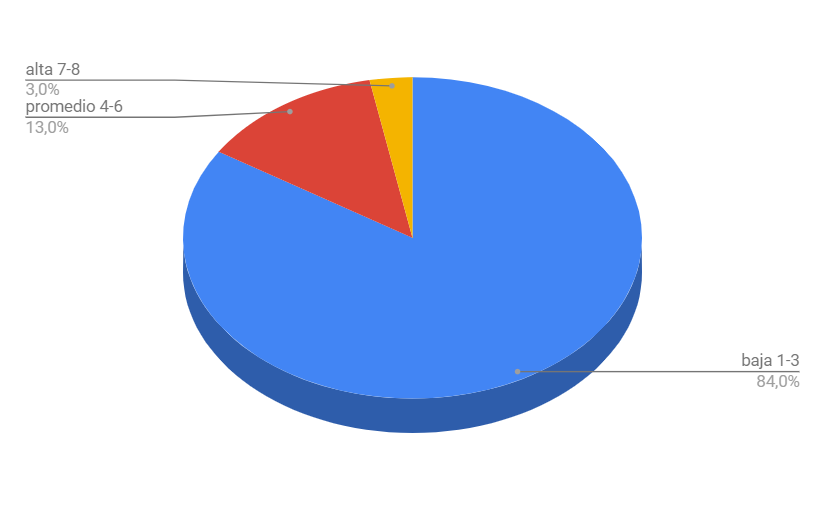 alta 7-8
3,0%
promedio 4-6
13,0%
baja 1-3
84,0%